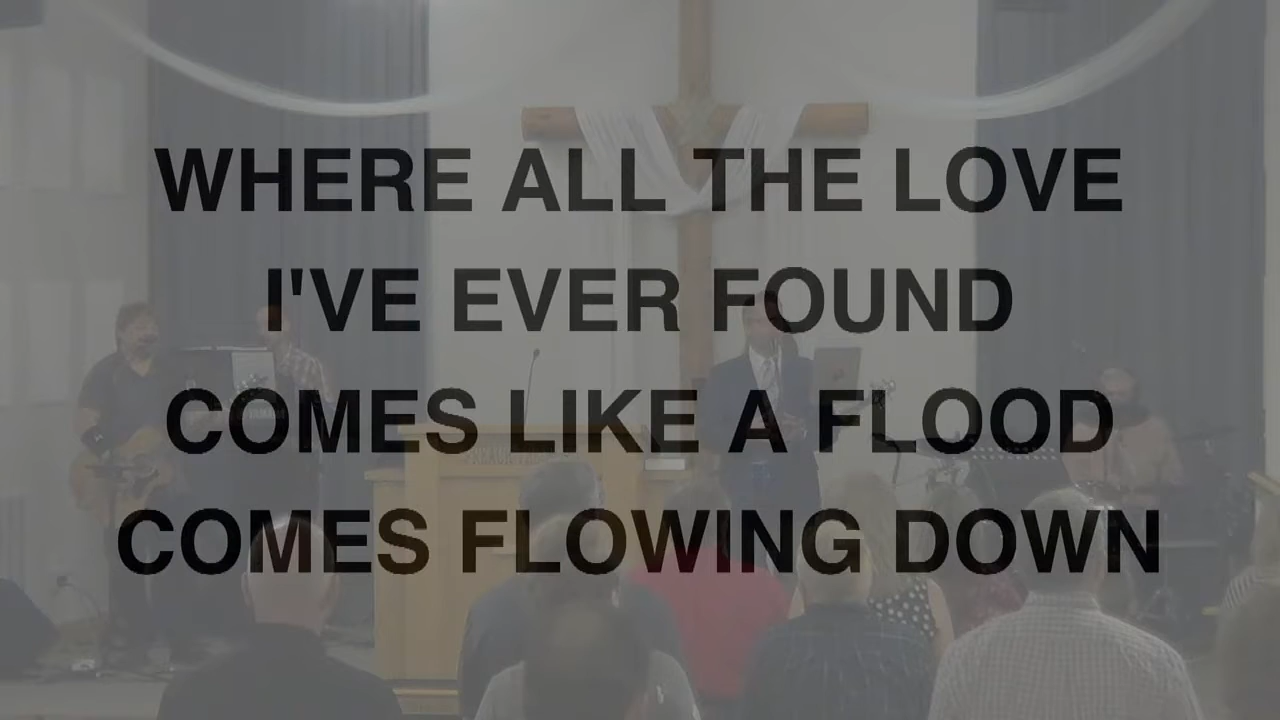 WHERE ALL THE LOVE
I'VE EVER FOUND
COMES LIKE A FLOOD
COMES FLOWING DOWN